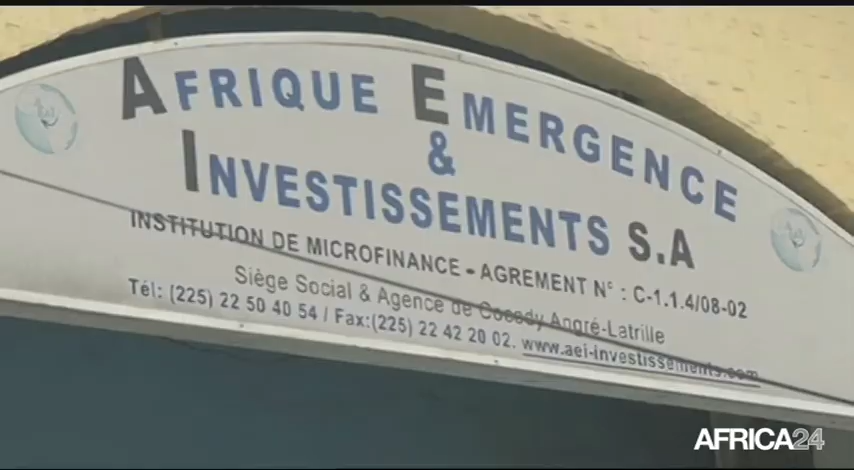 AFRIQUE EMERGENCE
&
INVESTISSEMENTS S.A
INSTITUTION DE MICROFINANCE - AGREMENT N° : C-1.1.4/08-02
Siège Social & Agence de Cocody Angré-Latrille
Tél: (225) 22 50 40 54 / Fax:(225) 22 42 20 02. www.aei-investissements.com
AFRICA24